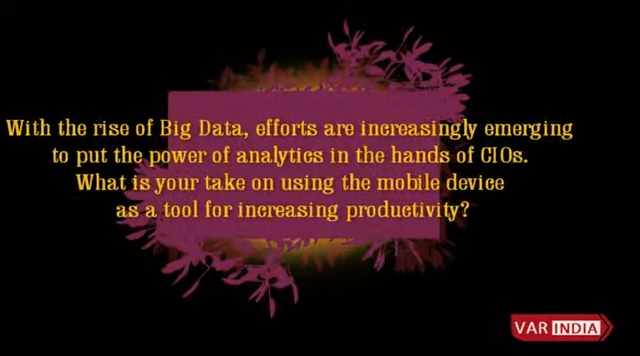 With the rise of Big Data, efforts are increasingly emerging
to put the power of analytics in the hands of CIOs.
What is your take on using the mobile device
as a tool for increasing productivity?
VAR INDIA